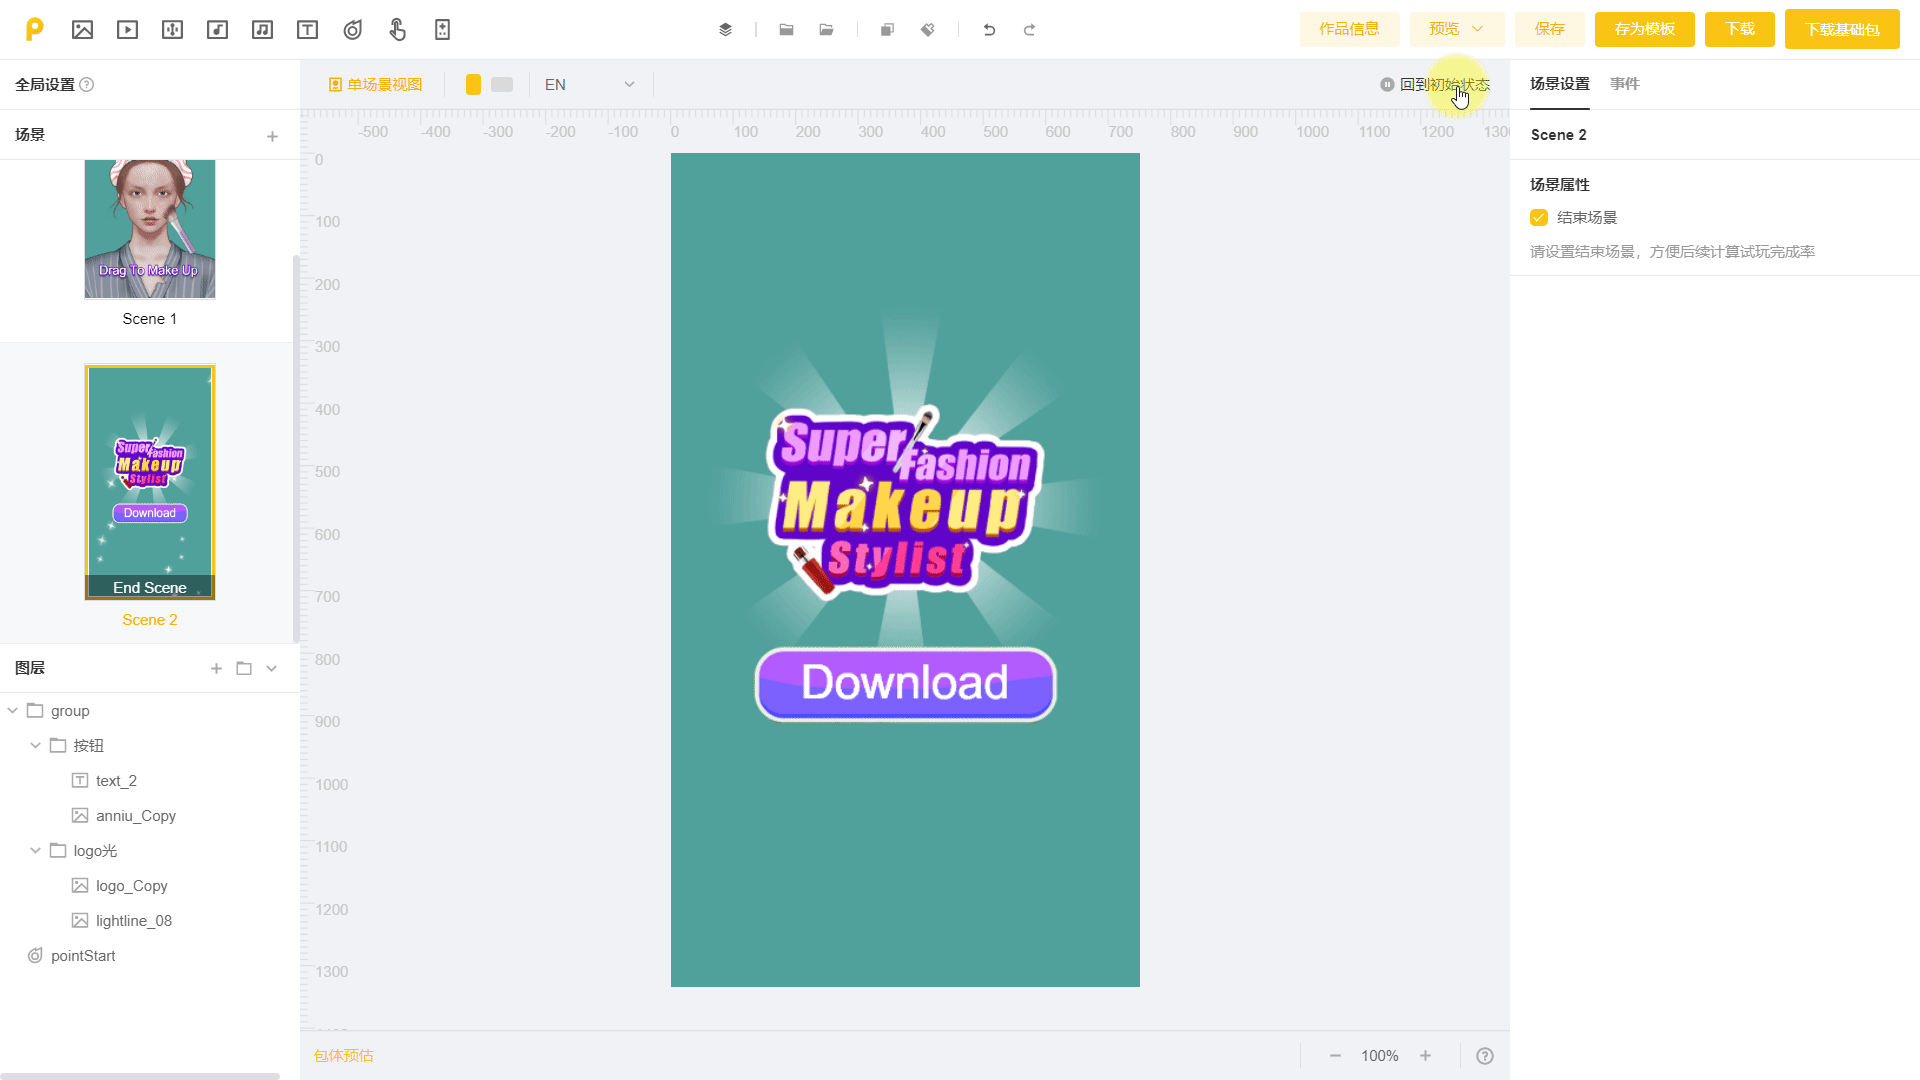 作品信息
预览
保存
存为模板
下载
下载基础包
全局设置
单场景视图
EN
回到初始状态
场景设置
事件
场景
-500 -400 -300 -200 -100 0 100 200 300 400 500 600 700 800 900 1000 1100 1200 130
Scene 2
0
100
200
300
400
500
600
700
800
900
1000
1100
1200
1300
场景属性
结束场景
请设置结束场景，方便后续计算试玩完成率
Drag To Make Up
Scene 1
Super
Fashion
Makeup
Stylist
Download
End Scene
Scene 2
Super
Fashion
Makeup
Stylist
Download
图层
group
按钮
text_2
anniu_Copy
logo光
logo_Copy
lightline_08
pointStart
包体预估
100%